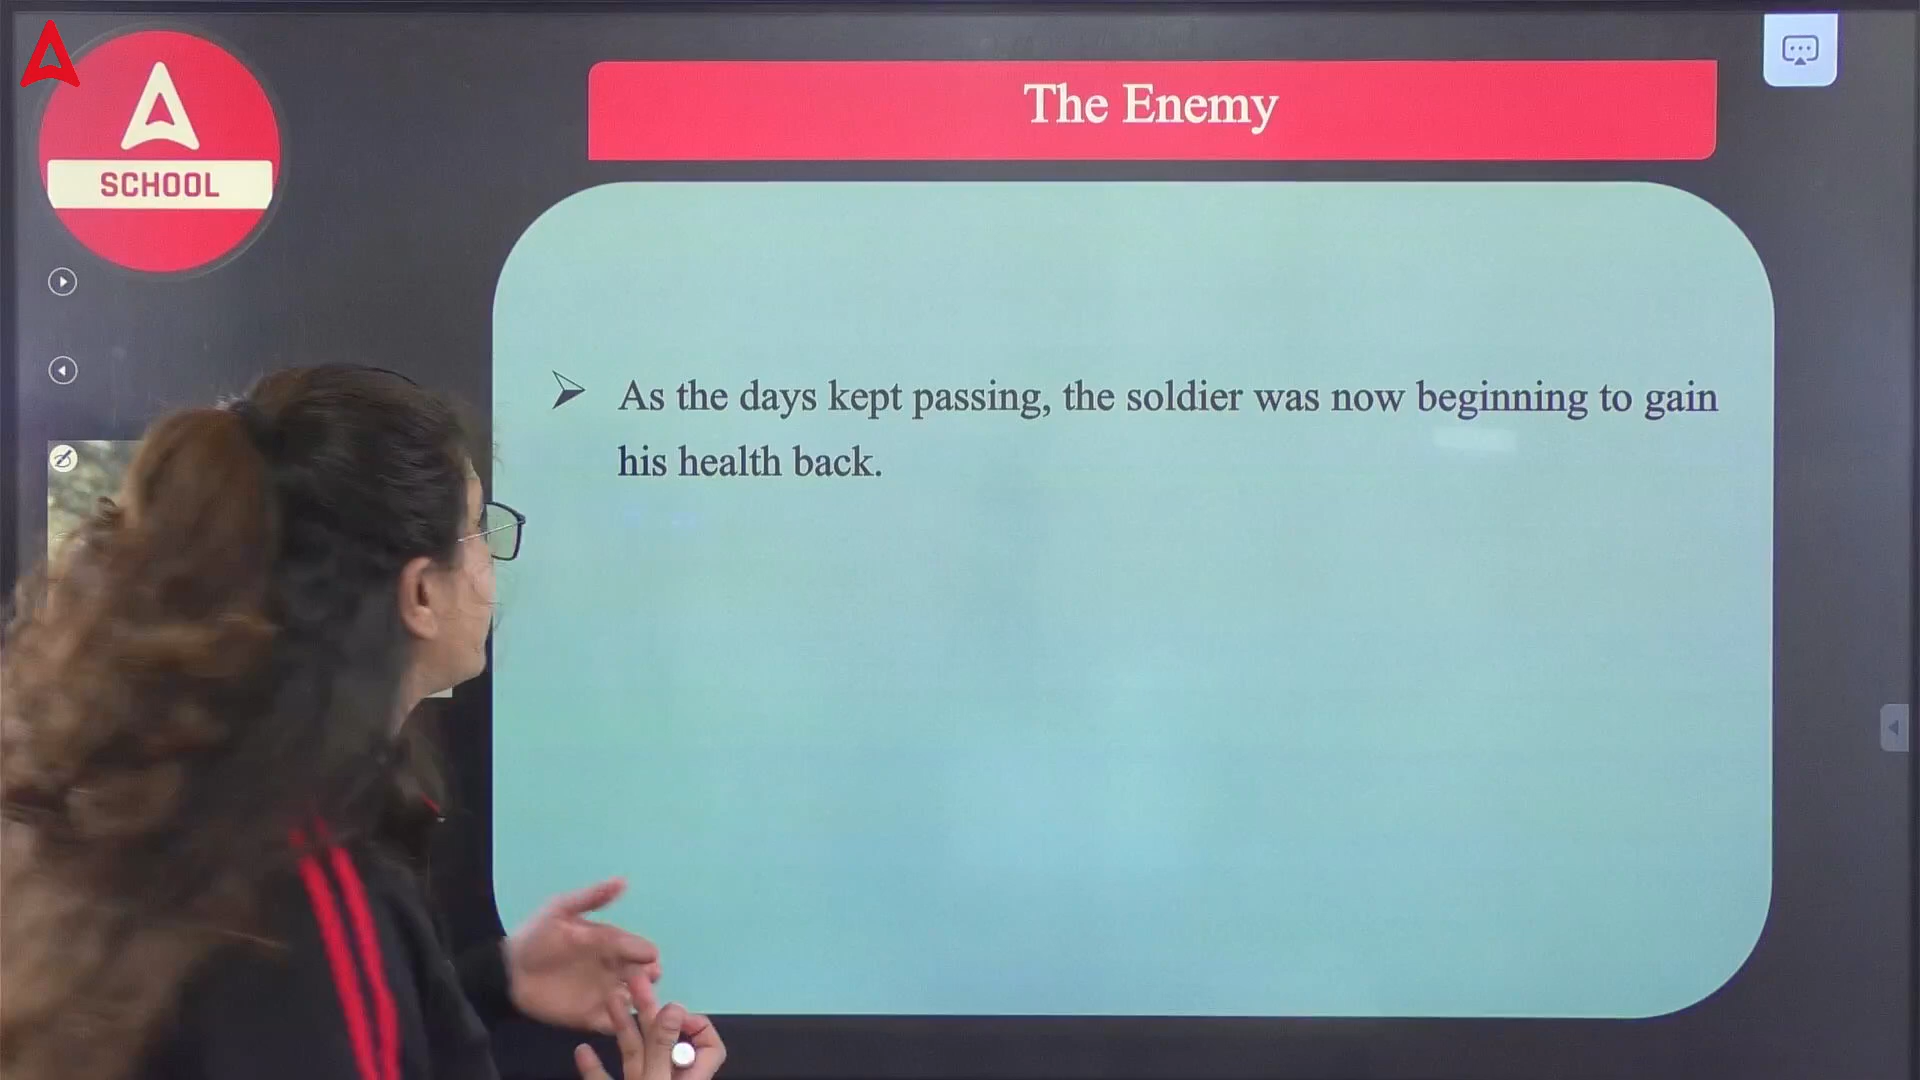 SCHOOL
The Enemy
As the days kept passing, the soldier was now beginning to gain
his health back.